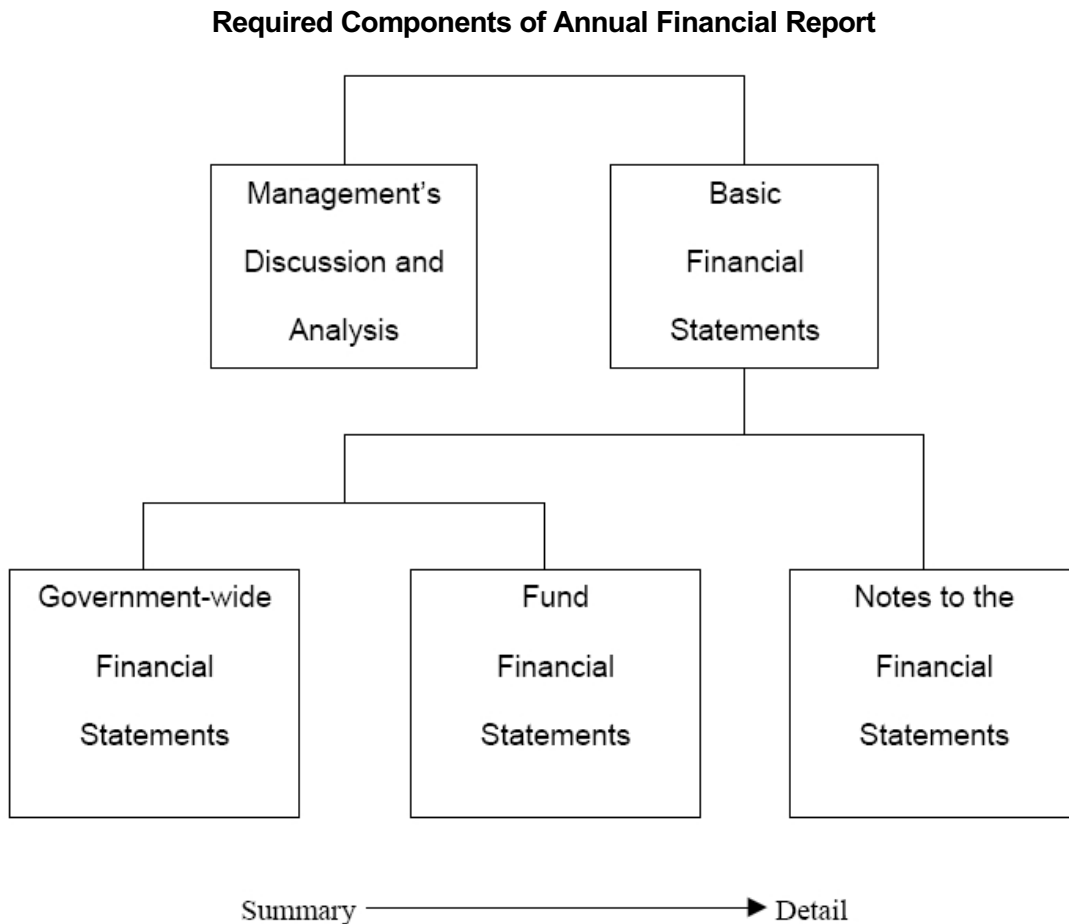 Required Components of Annual Financial Report
Management’s
Discussion and
Analysis
Basic
Financial
Statements
Government-wide
Financial
Statements
Fund
Financial
Statements
Notes to the
Financial
Statements
Summary
Detail